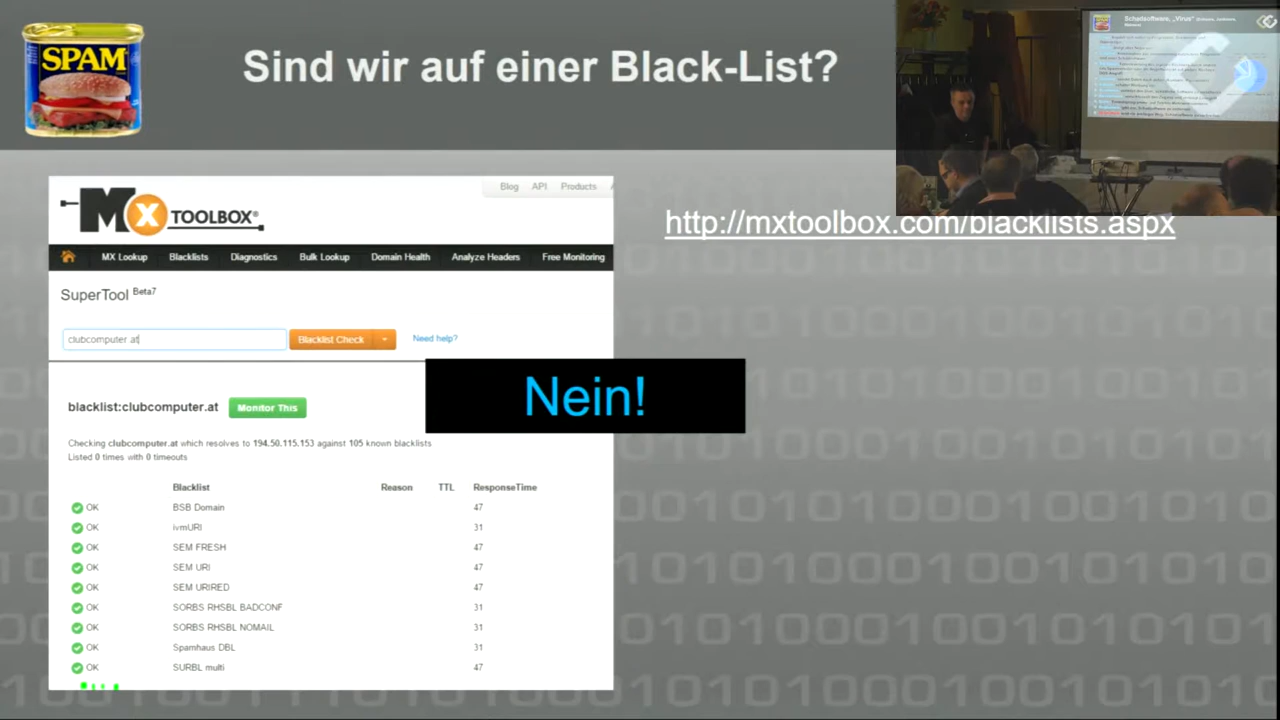 SPAM
Sind wir auf einer Black-List?
Schadsoftware, „Virus"
Blog API Products
Mx TOOLBOX®
http://mxtoolbox.com/blacklists.aspx
MX Lookup Blacklists Diagnostics Bulk Lookup Domain Health Analyze Headers Free Monitoring
SuperTool Beta7
clubcomputer.at Blacklist Check Need help?
Nein!
blacklist:clubcomputer.at Monitor This
Checking clubcomputer.at which resolves to 194.50.115.153 against 105 known blacklists
Listed 0 times with 0 timeouts
Blacklist Reason TTL ResponseTime
OK BSB Domain 47
OK ivmURI 31
OK SEM FRESH 47
OK SEM URI 47
OK SEM URIRED 47
OK SORBS RHSBL BADCONF 31
OK SORBS RHSBL NOMAIL 31
OK Spamhaus DBL 31
OK SURBL multi 47